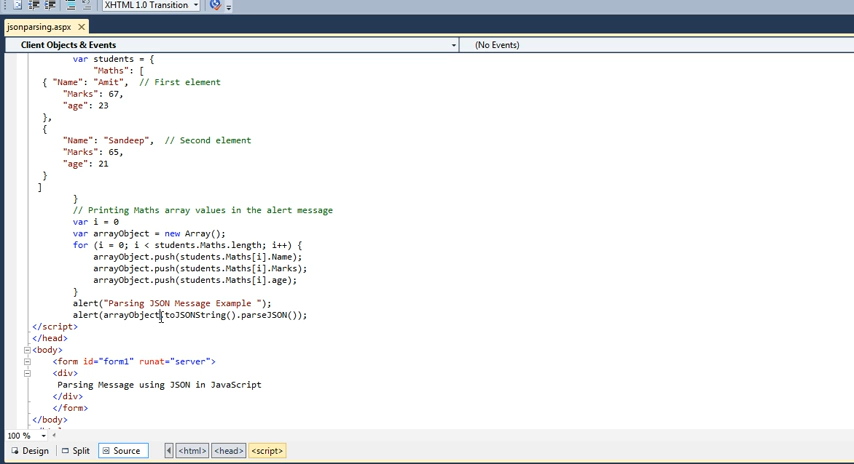 XHTML 1.0 Transition
jsonparsing.aspx
Client Objects & Events
(No Events)
var students = {
"Maths": [
{ "Name": "Amit", // First element
"Marks": 67,
"age": 23
},
{
"Name": "Sandeep", // Second element
"Marks": 65,
"age": 21
}
]
}
// Printing Maths array values in the alert message
var i = 0
var arrayObject = new Array();
for (i = 0; i < students.Maths.length; i++) {
arrayObject.push(students.Maths[i].Name);
arrayObject.push(students.Maths[i].Marks);
arrayObject.push(students.Maths[i].age);
}
alert("Parsing JSON Message Example ");
alert(arrayObject.toJSONString().parseJSON());
</script>
</head>
<body>
<form id="form1" runat="server">
<div>
Parsing Message using JSON in JavaScript
</div>
</form>
</body>
100 %
Design Split Source <html> <head> <script>